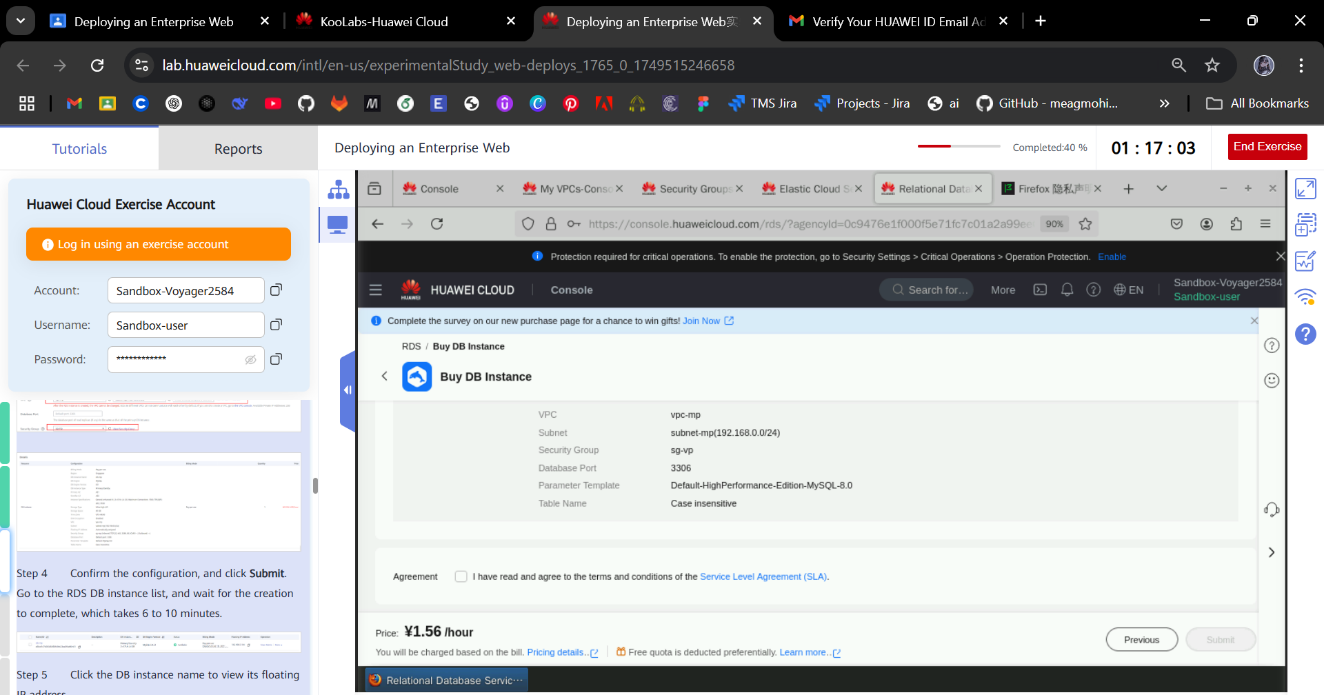 Deploying an Enterprise Web
KooLabs-Huawei Cloud
Deploying an Enterprise Web实
Verify Your HUAWEI ID Email Ad
lab.huaweicloud.com/intl/en-us/experimentalStudy_web-deploys_1765_0_1749515246658
TMS Jira
Projects - Jira
ai
GitHub - meagmohi...
All Bookmarks
Tutorials
Reports
Deploying an Enterprise Web
Completed:40 %
01 : 17 : 03
End Exercise
Huawei Cloud Exercise Account
Log in using an exercise account
Account:
Sandbox-Voyager2584
Username:
Sandbox-user
Password:
************
Step 4 Confirm the configuration, and click Submit.
Go to the RDS DB instance list, and wait for the creation
to complete, which takes 6 to 10 minutes.
Step 5 Click the DB instance name to view its floating
IP address
Console
My VPCs-Conso
Security Groups
Elastic Cloud S
Relational Data
Firefox 隐私声明
https://console.huaweicloud.com/rds/?agencyId=0c9476e1f000f5e71fc7c01a2a99e
90%
Protection required for critical operations. To enable the protection, go to Security Settings > Critical Operations > Operation Protection. Enable
HUAWEI
HUAWEI CLOUD
Console
Search for...
More
EN
Sandbox-Voyager2584
Sandbox-user
Complete the survey on our new purchase page for a chance to win gifts! Join Now
RDS / Buy DB Instance
Buy DB Instance
VPC vpc-mp
Subnet subnet-mp(192.168.0.0/24)
Security Group sg-vp
Database Port 3306
Parameter Template Default-HighPerformance-Edition-MySQL-8.0
Table Name Case insensitive
Agreement I have read and agree to the terms and conditions of the Service Level Agreement (SLA).
Price: ¥1.56 /hour
You will be charged based on the bill. Pricing details..
Free quota is deducted preferentially. Learn more..
Previous
Submit
Relational Database Servic···